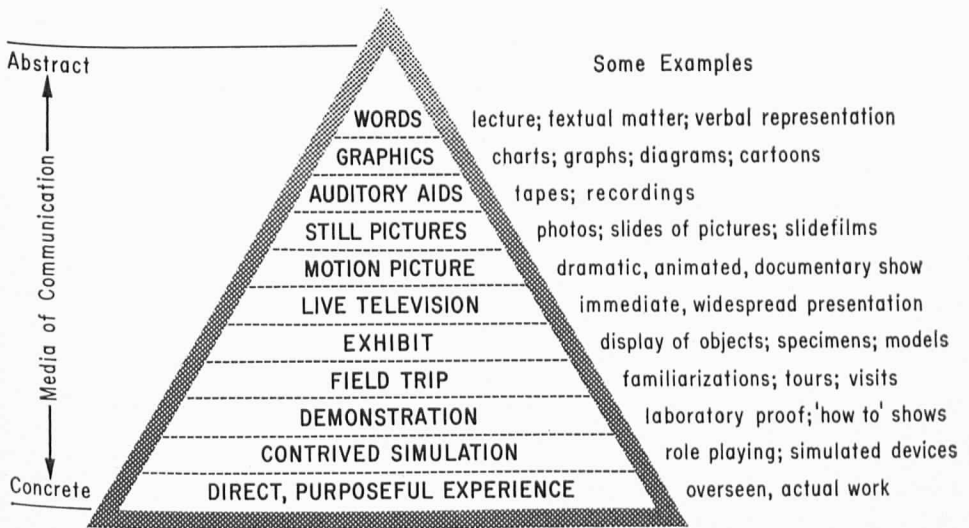 Abstract
Some Examples
WORDS lecture; textual matter; verbal representation
GRAPHICS charts; graphs; diagrams; cartoons
AUDITORY AIDS tapes; recordings
STILL PICTURES photos; slides of pictures; slidefilms
MOTION PICTURE dramatic, animated, documentary show
LIVE TELEVISION immediate, widespread presentation
EXHIBIT display of objects; specimens; models
FIELD TRIP familiarizations; tours; visits
DEMONSTRATION laboratory proof; 'how to' shows
CONTRIVED SIMULATION role playing; simulated devices
DIRECT, PURPOSEFUL EXPERIENCE overseen, actual work
Media of Communication
Concrete